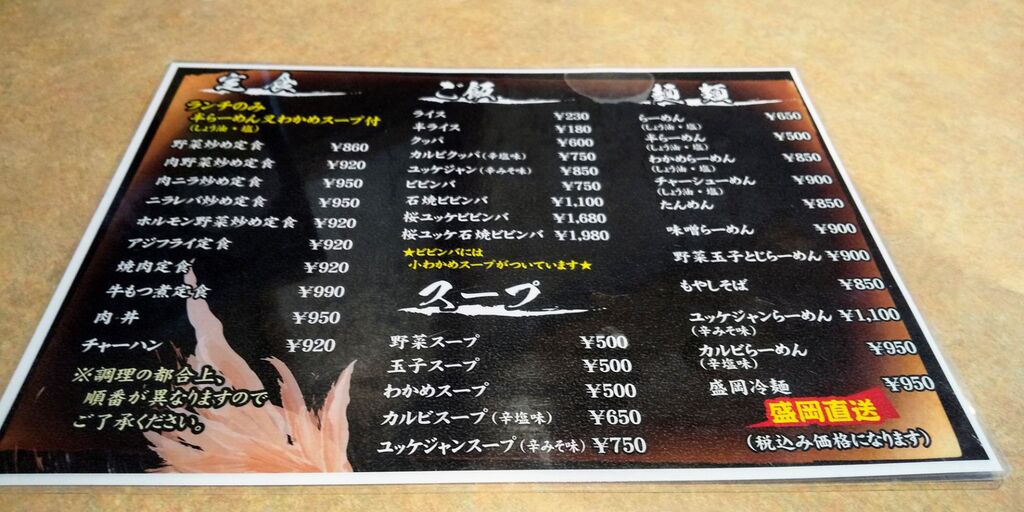 定食
ランチのみ
半らーめん又わかめスープ付
(しょう油・塩)
野菜炒め定食 ¥860
肉野菜炒め定食 ¥920
肉ニラ炒め定食 ¥950
ニラレバ炒め定食 ¥950
ホルモン野菜炒め定食 ¥920
アジフライ定食 ¥920
焼肉定食 ¥920
牛もつ煮定食 ¥990
肉丼 ¥950
チャーハン ¥920
※調理の都合上、
順番が異なりますので
ご了承ください。
ご飯
ライス ¥230
半ライス ¥180
クッパ ¥600
カルビクッパ(辛塩味) ¥750
ユッケジャン(辛みそ味) ¥850
ビビンバ ¥750
石焼ビビンバ ¥1,100
桜ユッケビビンバ ¥1,680
桜ユッケ石焼ビビンバ ¥1,980
★ビビンバには
小わかめスープがついています★
スープ
野菜スープ ¥500
玉子スープ ¥500
わかめスープ ¥500
カルビスープ(辛塩味) ¥650
ユッケジャンスープ(辛みそ味) ¥750
麺類
らーめん ¥650
(しょう油・塩)
半らーめん ¥500
(しょう油・塩)
わかめらーめん ¥850
(しょう油・塩)
チャーシューめん ¥900
(しょう油・塩)
たんめん ¥850
味噌らーめん ¥900
野菜玉子とじらーめん ¥900
もやしそば ¥850
ユッケジャンらーめん ¥1,100
(辛みそ味)
カルビらーめん ¥950
(辛塩味)
盛岡冷麺 ¥950
盛岡直送
(税込み価格になります)